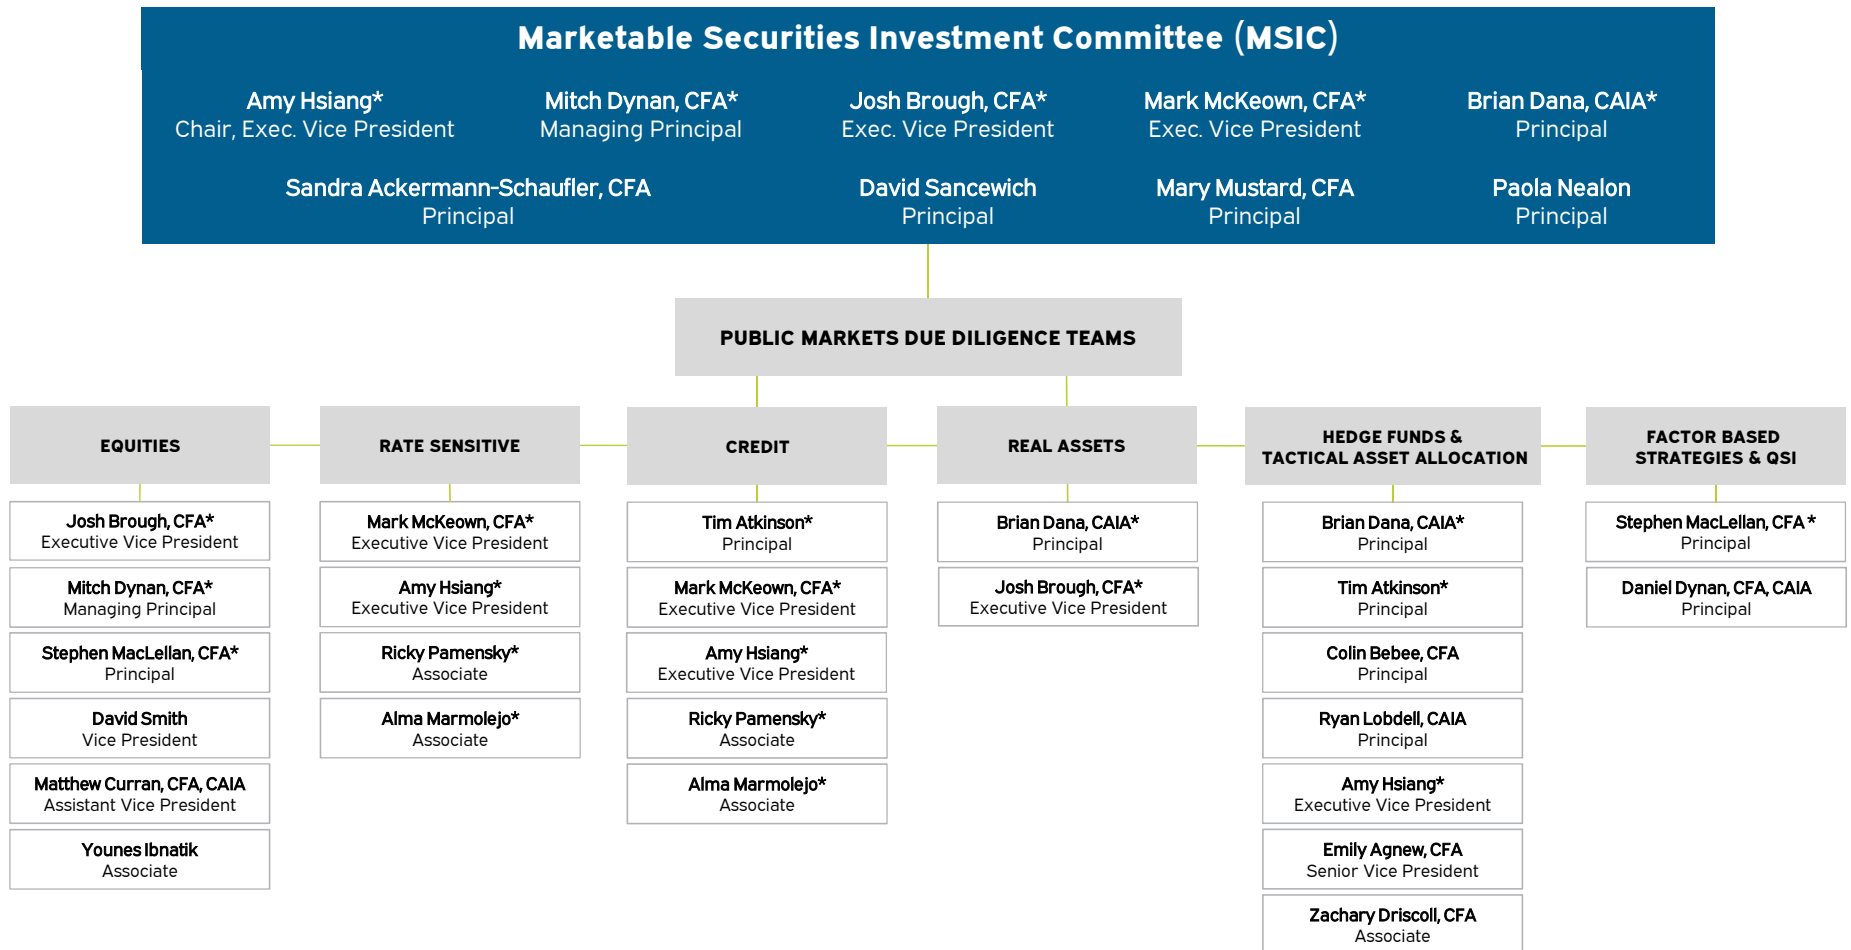 Marketable Securities Investment Committee (MSIC)
Amy Hsiang*
Chair, Exec. Vice President
Mitch Dynan, CFA*
Managing Principal
Josh Brough, CFA*
Exec. Vice President
Mark McKeown, CFA*
Exec. Vice President
Brian Dana, CAIA*
Principal
Sandra Ackermann-Schaufler, CFA
Principal
David Sancewich
Principal
Mary Mustard, CFA
Principal
Paola Nealon
Principal
PUBLIC MARKETS DUE DILIGENCE TEAMS
EQUITIES
Josh Brough, CFA*
Executive Vice President
Mitch Dynan, CFA*
Managing Principal
Stephen MacLellan, CFA*
Principal
David Smith
Vice President
Matthew Curran, CFA, CAIA
Assistant Vice President
Younes Ibnatik
Associate
RATE SENSITIVE
Mark McKeown, CFA*
Executive Vice President
Amy Hsiang*
Executive Vice President
Ricky Pamensky*
Associate
Alma Marmolejo*
Associate
CREDIT
Tim Atkinson*
Principal
Mark McKeown, CFA*
Executive Vice President
Amy Hsiang*
Executive Vice President
Ricky Pamensky*
Associate
Alma Marmolejo*
Associate
REAL ASSETS
Brian Dana, CAIA*
Principal
Josh Brough, CFA*
Executive Vice President
HEDGE FUNDS &
TACTICAL ASSET ALLOCATION
Brian Dana, CAIA*
Principal
Tim Atkinson*
Principal
Colin Bebee, CFA
Principal
Ryan Lobdell, CAIA
Principal
Amy Hsiang*
Executive Vice President
Emily Agnew, CFA
Senior Vice President
Zachary Driscoll, CFA
Associate
FACTOR BASED
STRATEGIES & QSI
Stephen MacLellan, CFA *
Principal
Daniel Dynan, CFA, CAIA
Principal